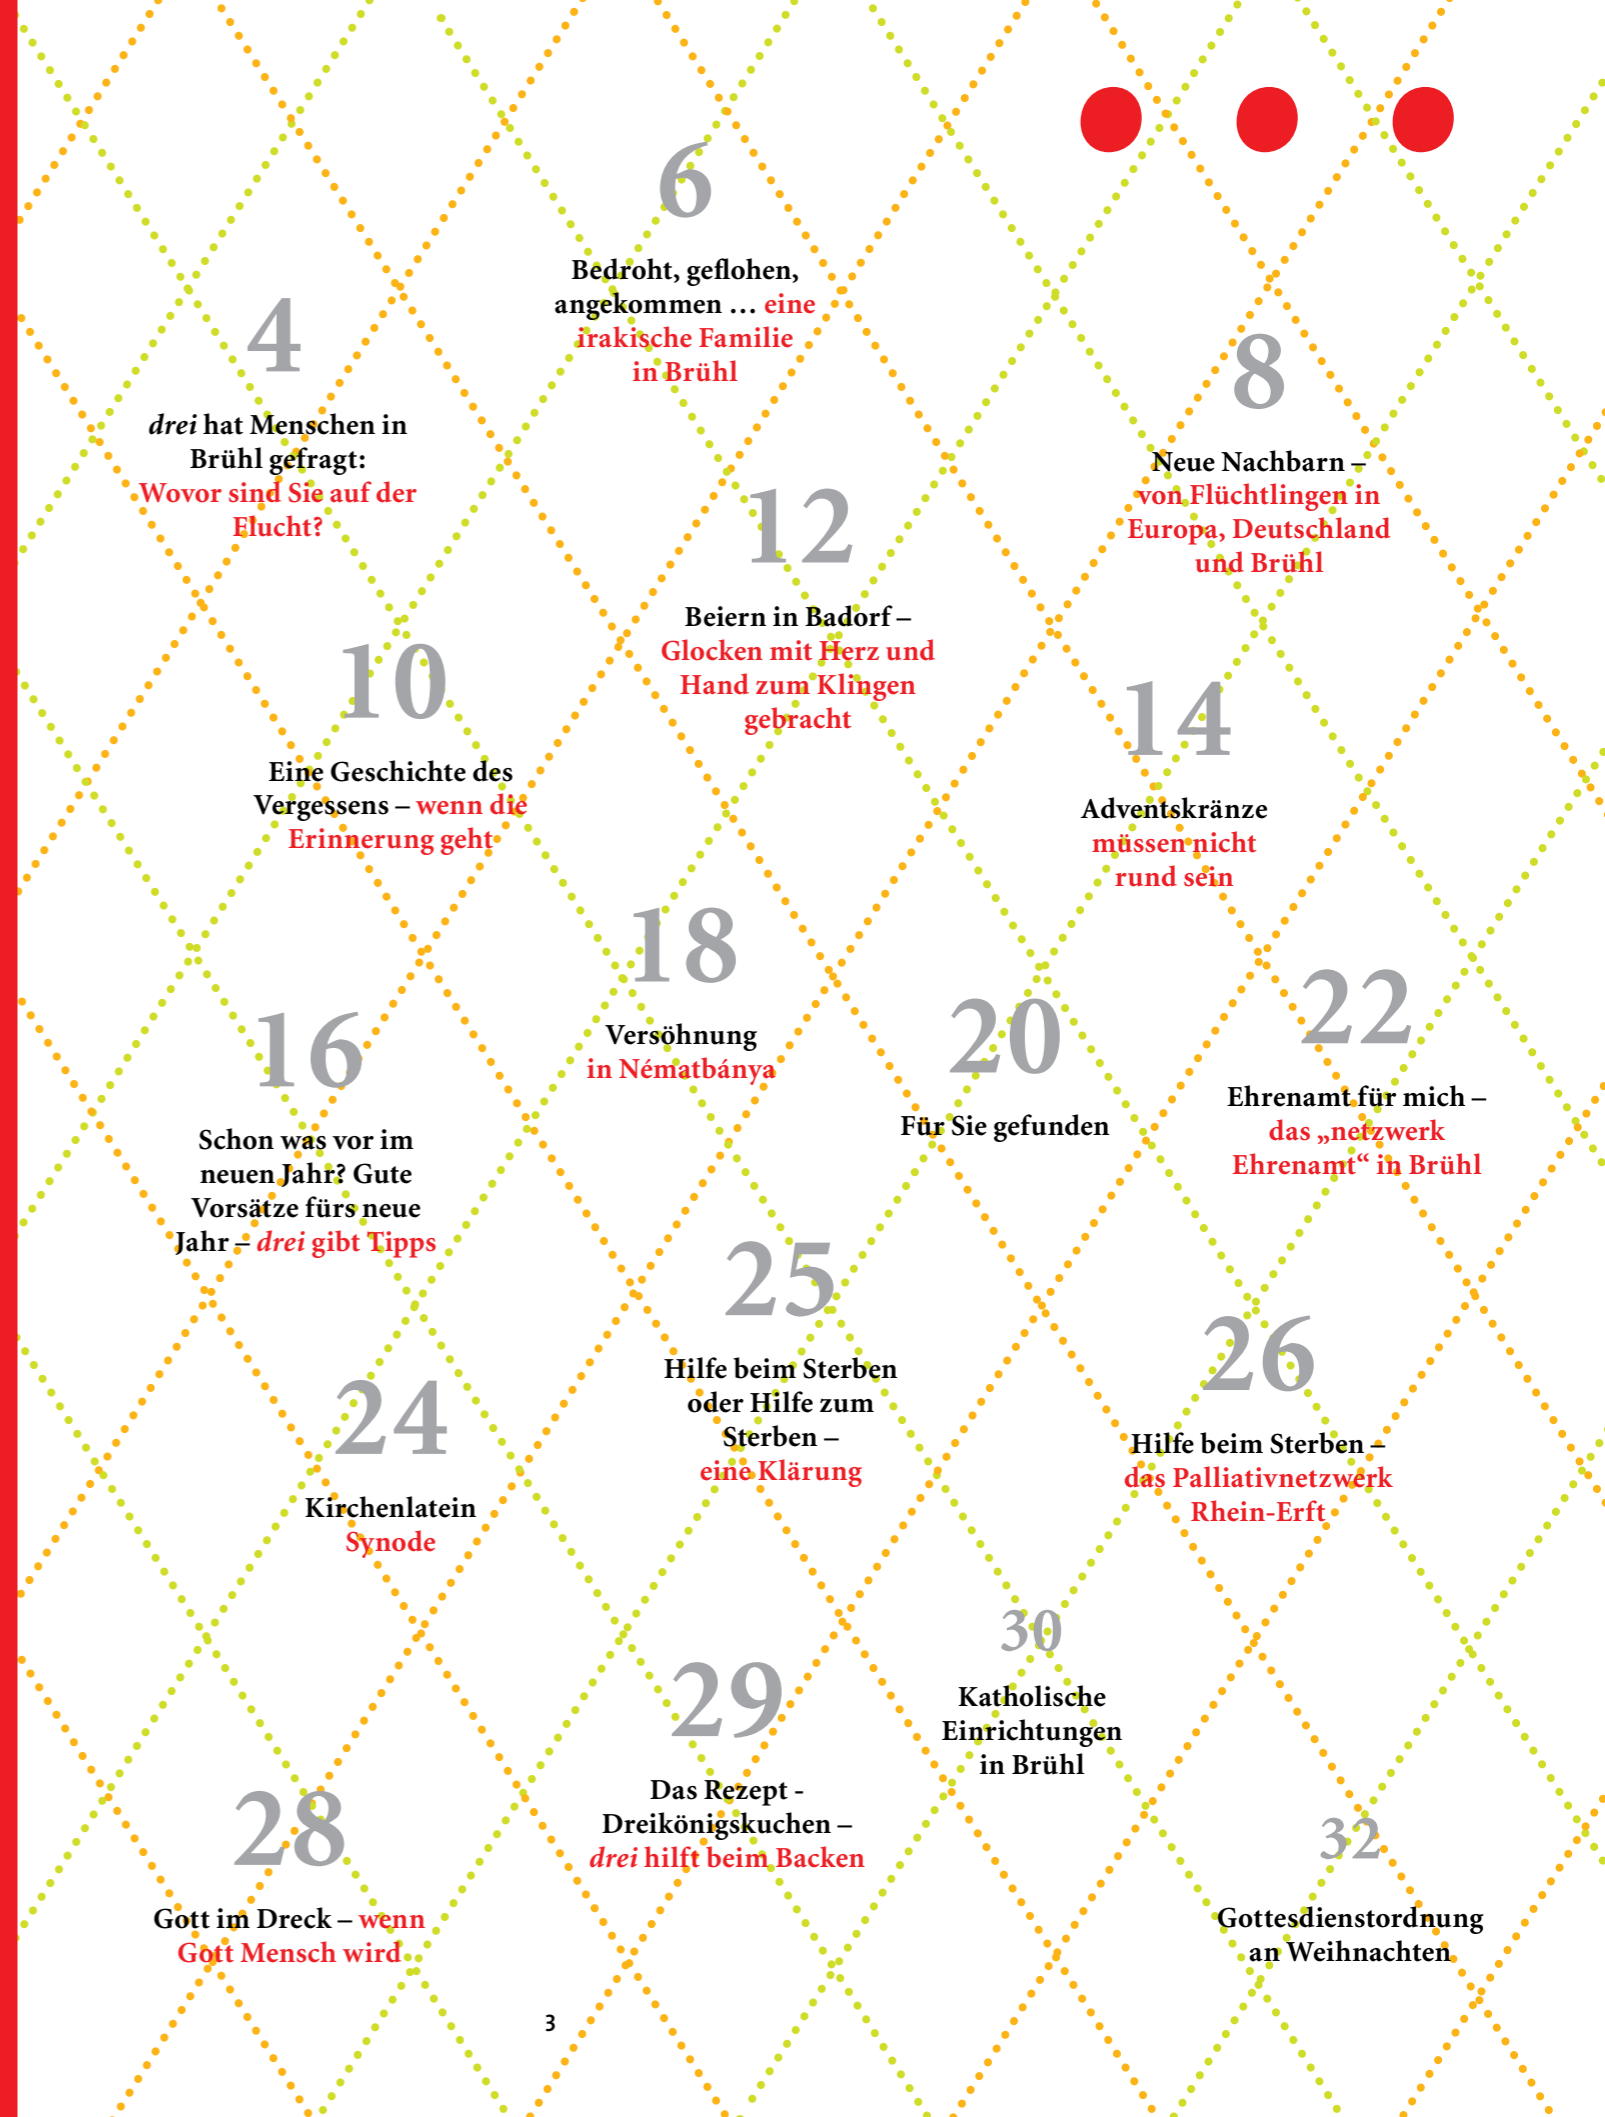 6
Bedroht, geflohen,
angekommen … eine
irakische Familie
in Brühl
4
drei hat Menschen in
Brühl gefragt:
Wovor sind Sie auf der
Flucht?
8
Neue Nachbarn –
von Flüchtlingen in
Europa, Deutschland
und Brühl
12
Beiern in Badorf –
Glocken mit Herz und
Hand zum Klingen
gebracht
10
Eine Geschichte des
Vergessens – wenn die
Erinnerung geht
14
Adventskränze
müssen nicht
rund sein
18
Versöhnung
in Nématbánya
16
Schon was vor im
neuen Jahr? Gute
Vorsätze fürs neue
Jahr – drei gibt Tipps
20
Für Sie gefunden
22
Ehrenamt für mich –
das „netzwerk
Ehrenamt“ in Brühl
25
Hilfe beim Sterben
oder Hilfe zum
Sterben –
eine Klärung
24
Kirchenlatein
Synode
26
Hilfe beim Sterben –
das Palliativnetzwerk
Rhein-Erft
30
Katholische
Einrichtungen
in Brühl
29
Das Rezept -
Dreikönigskuchen –
drei hilft beim Backen
28
Gott im Dreck – wenn
Gott Mensch wird
32
Gottesdienstordnung
an Weihnachten
3